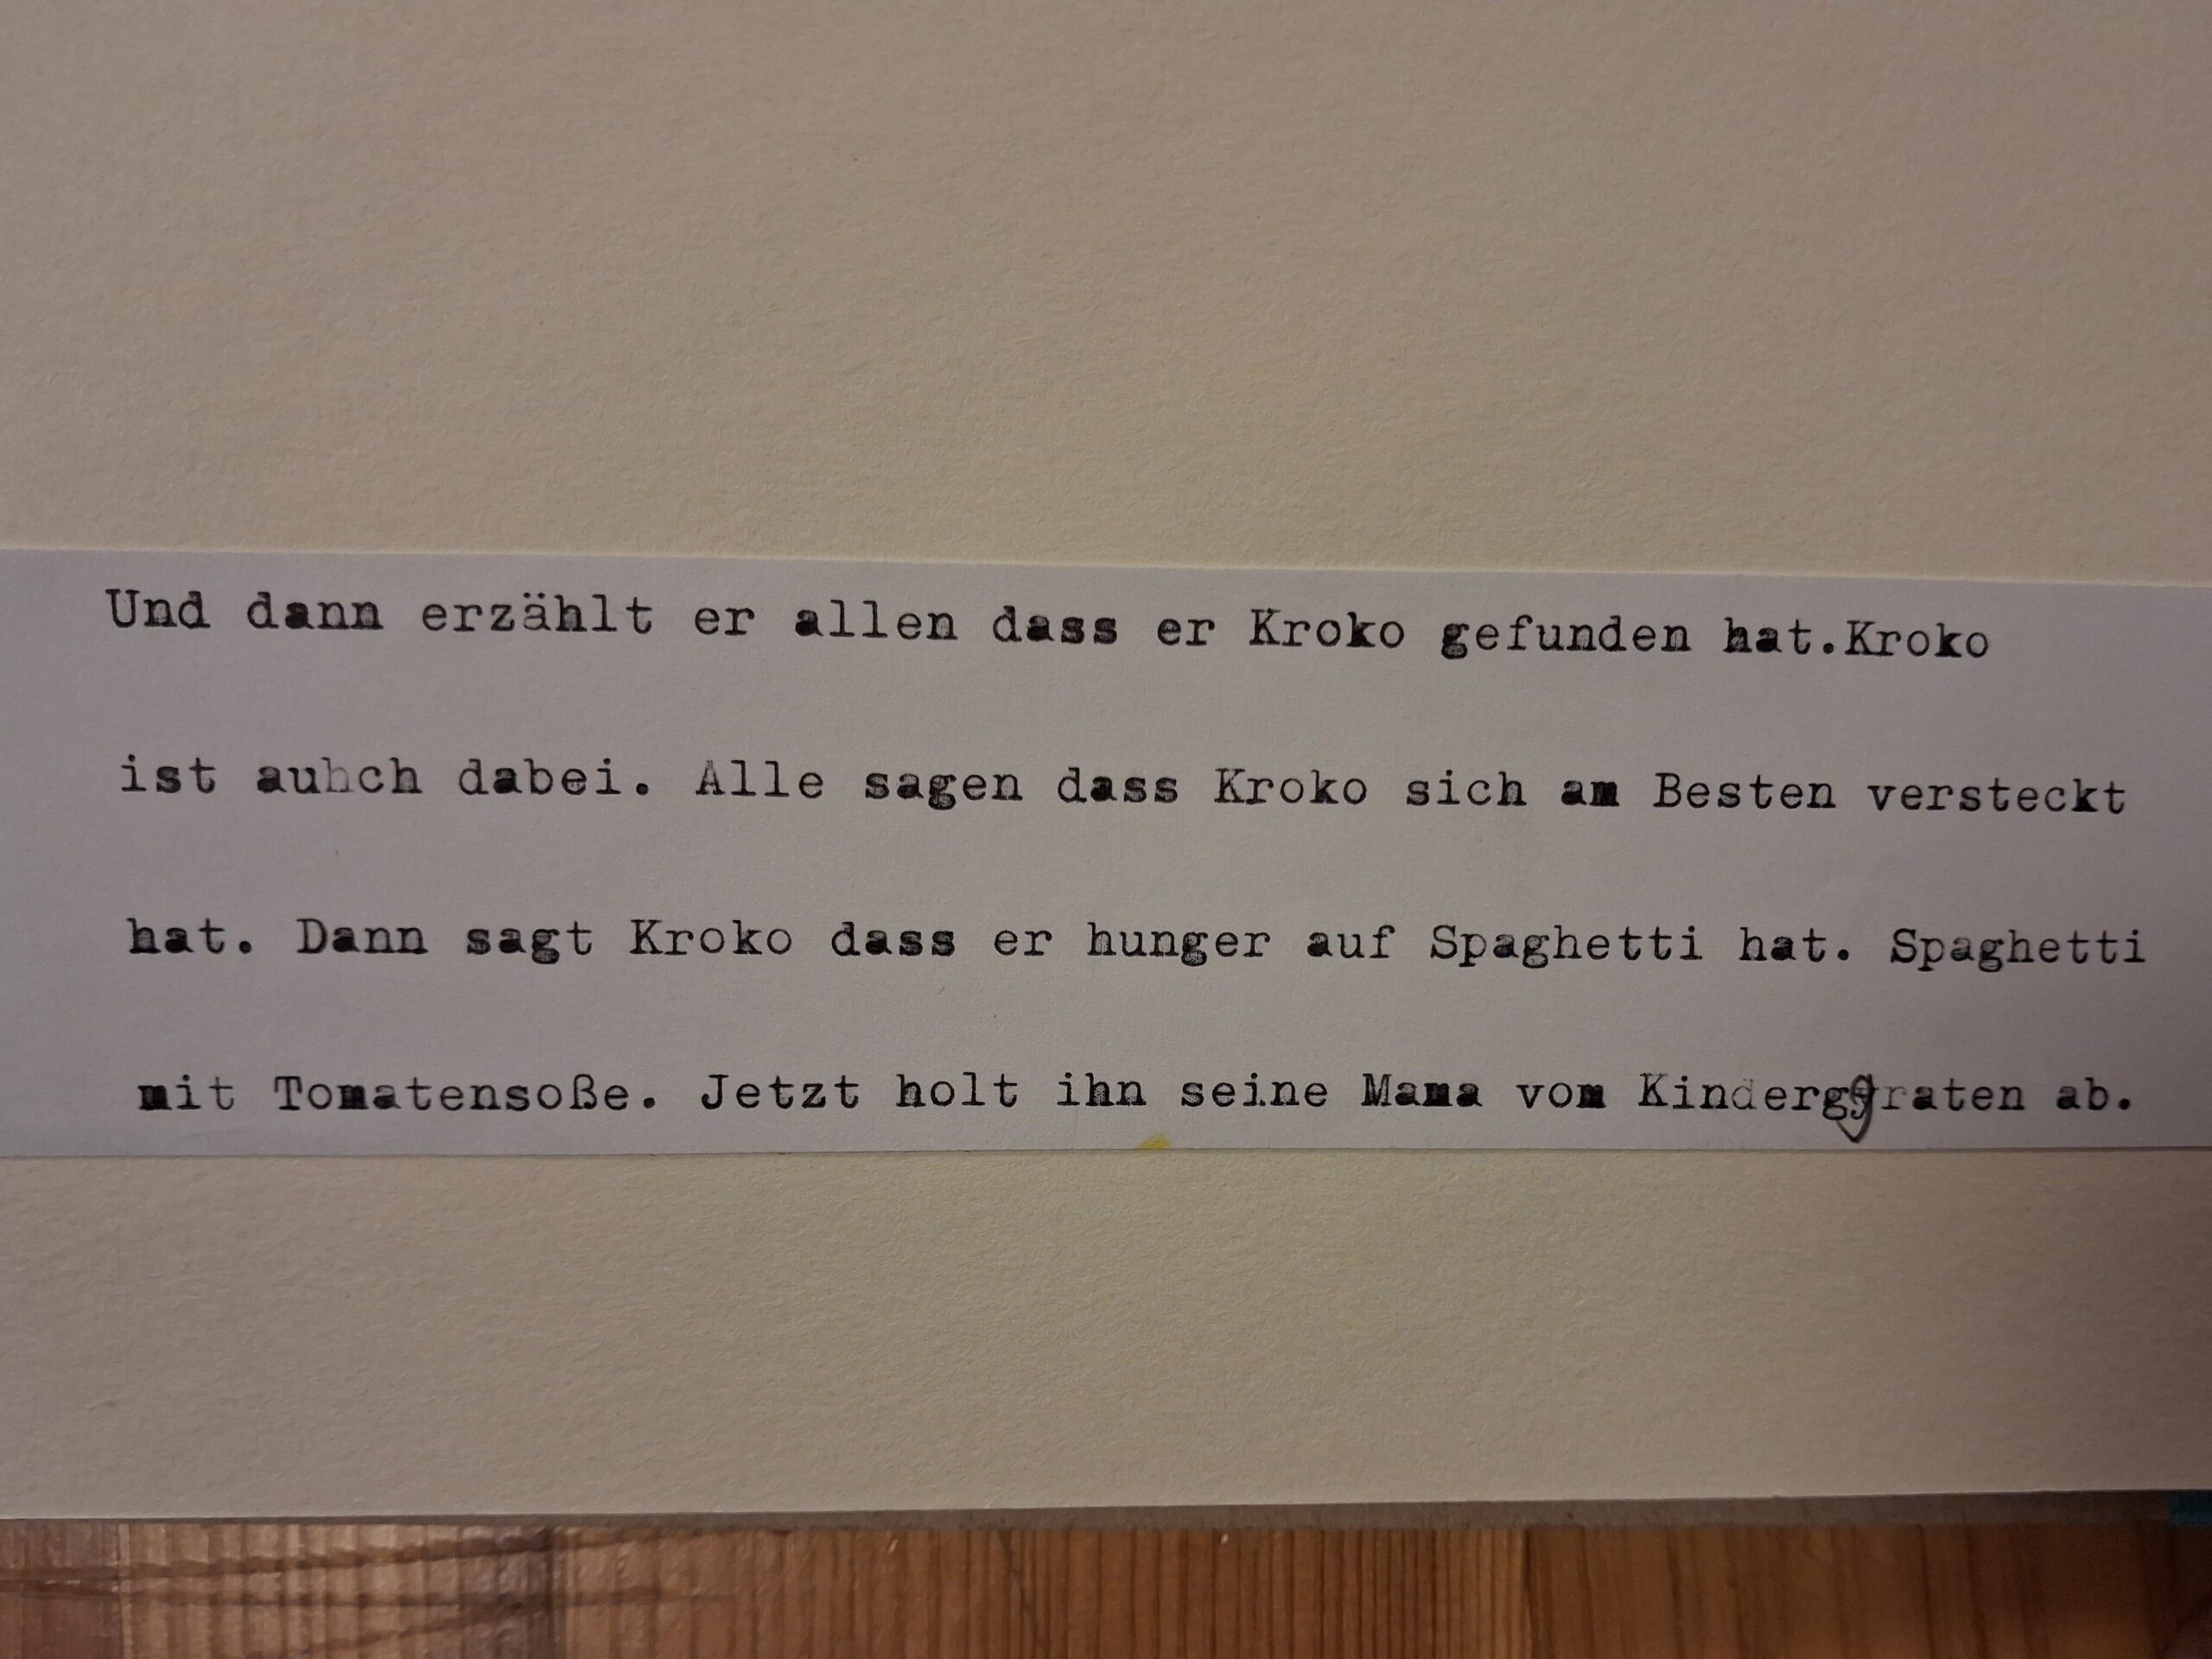 Und dann erzählt er allen dass er Kroko gefunden hat.Kroko
ist auhch dabei. Alle sagen dass Kroko sich am Besten versteckt
hat. Dann sagt Kroko dass er hunger auf Spaghetti hat. Spaghetti
mit Tomatensoße. Jetzt holt ihn seine Mama vom Kinderggraten ab.